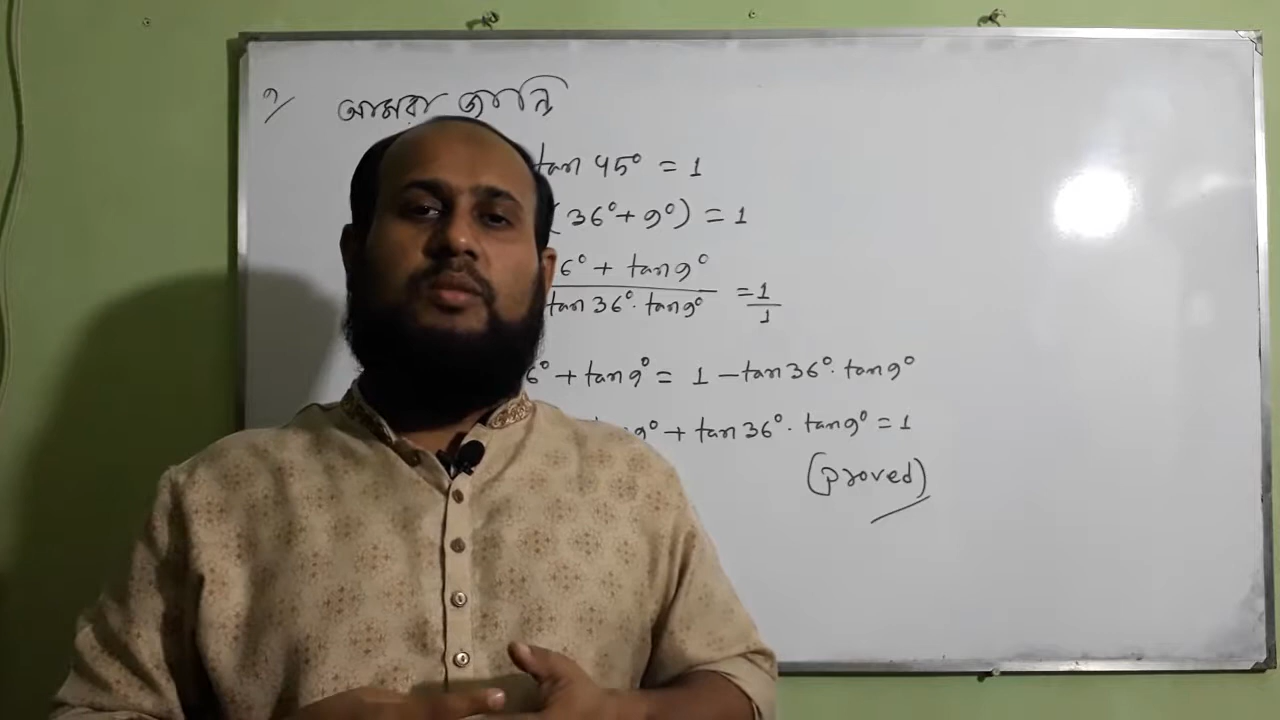 १/ আমরা জানি
tan 45° = 1
(36° + 9°) = 1
6° + tan 9° / tan 36°. tan 9° = 1/1
6° + tan 9° = 1 - tan 36°. tan 9°
9° + tan 36°. tan 9° = 1
(proved)